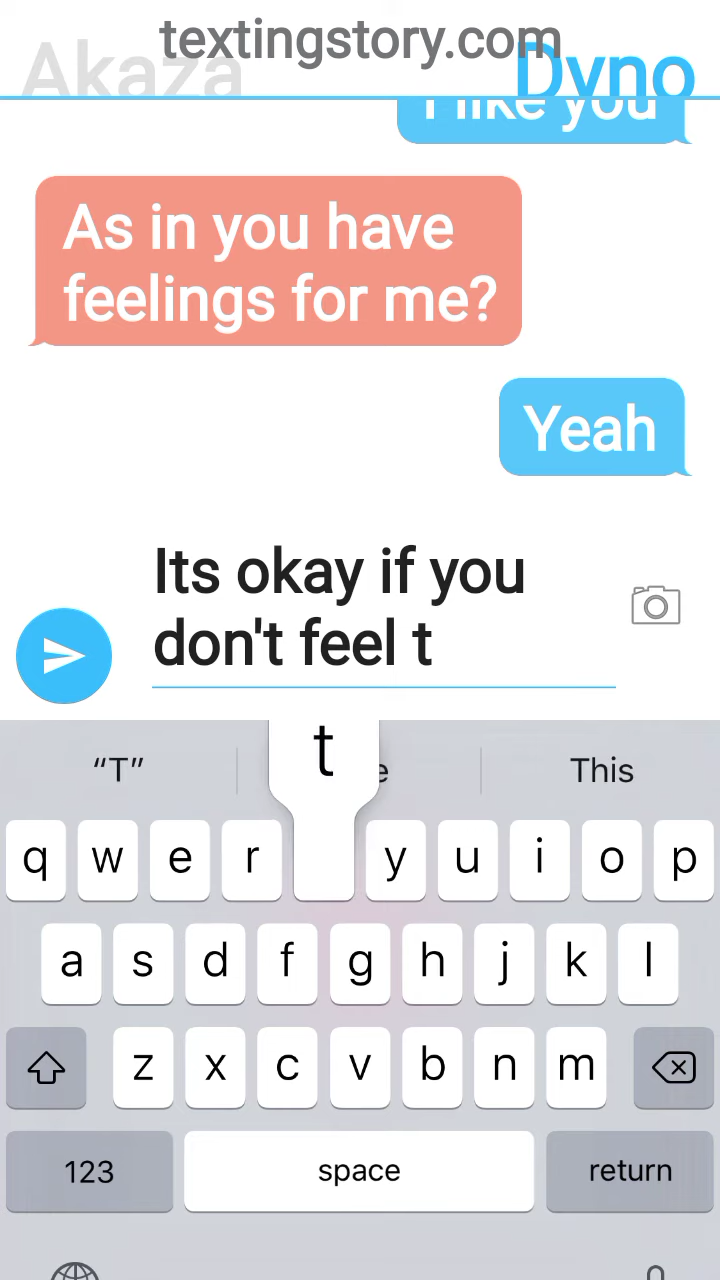 textingstory.com
Akaza
Dyno
I like you
As in you have
feelings for me?
Yeah
Its okay if you
don't feel t
“T”
t
e
This
q w e r y u i o p
a s d f g h j k l
z x c v b n m
123
space
return